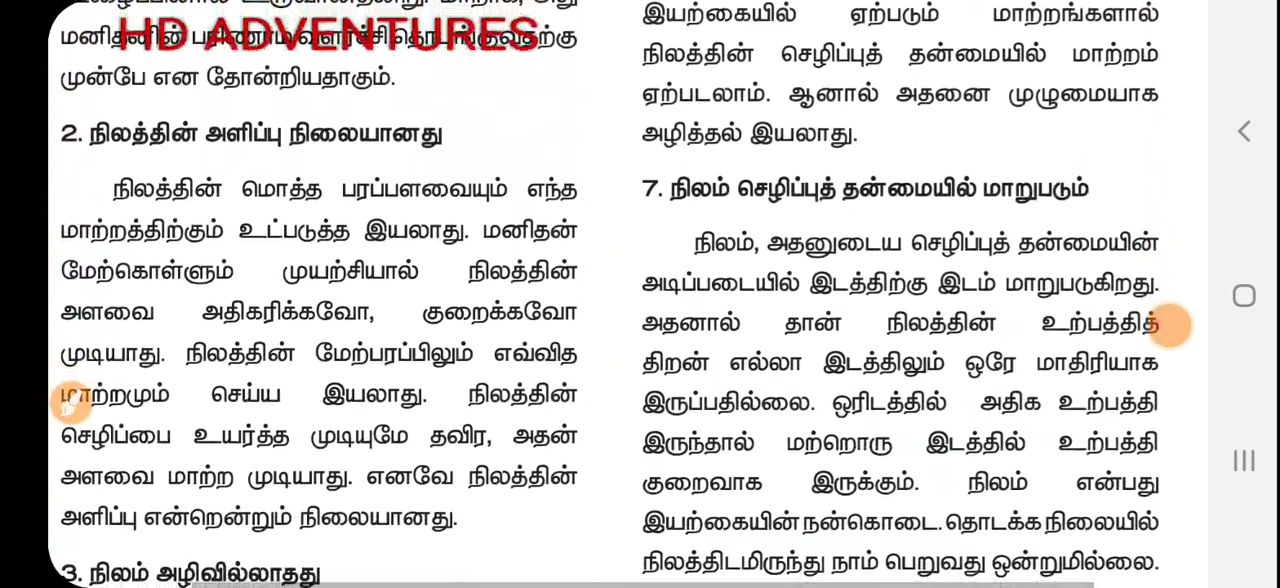 HD ADVENTURES
முன்பே என தோன்றியதாகும்.
2. நிலத்தின் அளிப்பு நிலையானது
நிலத்தின் மொத்த பரப்பளவையும் எந்த
மாற்றத்திற்கும் உட்படுத்த இயலாது. மனிதன்
மேற்கொள்ளும் முயற்சியால் நிலத்தின்
அளவை அதிகரிக்கவோ, குறைக்கவோ
முடியாது. நிலத்தின் மேற்பரப்பிலும் எவ்வித
மாற்றமும் செய்ய இயலாது. நிலத்தின்
செழிப்பை உயர்த்த முடியுமே தவிர, அதன்
அளவை மாற்ற முடியாது. எனவே நிலத்தின்
அளிப்பு என்றென்றும் நிலையானது.
3. நிலம் அழிவில்லாதது
இயற்கையில் ஏற்படும் மாற்றங்களால்
நிலத்தின் செழிப்புத் தன்மையில் மாற்றம்
ஏற்படலாம். ஆனால் அதனை முழுமையாக
அழித்தல் இயலாது.
7. நிலம் செழிப்புத் தன்மையில் மாறுபடும்
நிலம், அதனுடைய செழிப்புத் தன்மையின்
அடிப்படையில் இடத்திற்கு இடம் மாறுபடுகிறது.
அதனால் தான் நிலத்தின் உற்பத்தித்
திறன் எல்லா இடத்திலும் ஒரே மாதிரியாக
இருப்பதில்லை. ஒரிடத்தில் அதிக உற்பத்தி
இருந்தால் மற்றொரு இடத்தில் உற்பத்தி
குறைவாக இருக்கும். நிலம் என்பது
இயற்கையின் நன்கொடை. தொடக்க நிலையில்
நிலத்திடமிருந்து நாம் பெறுவது ஒன்றுமில்லை.